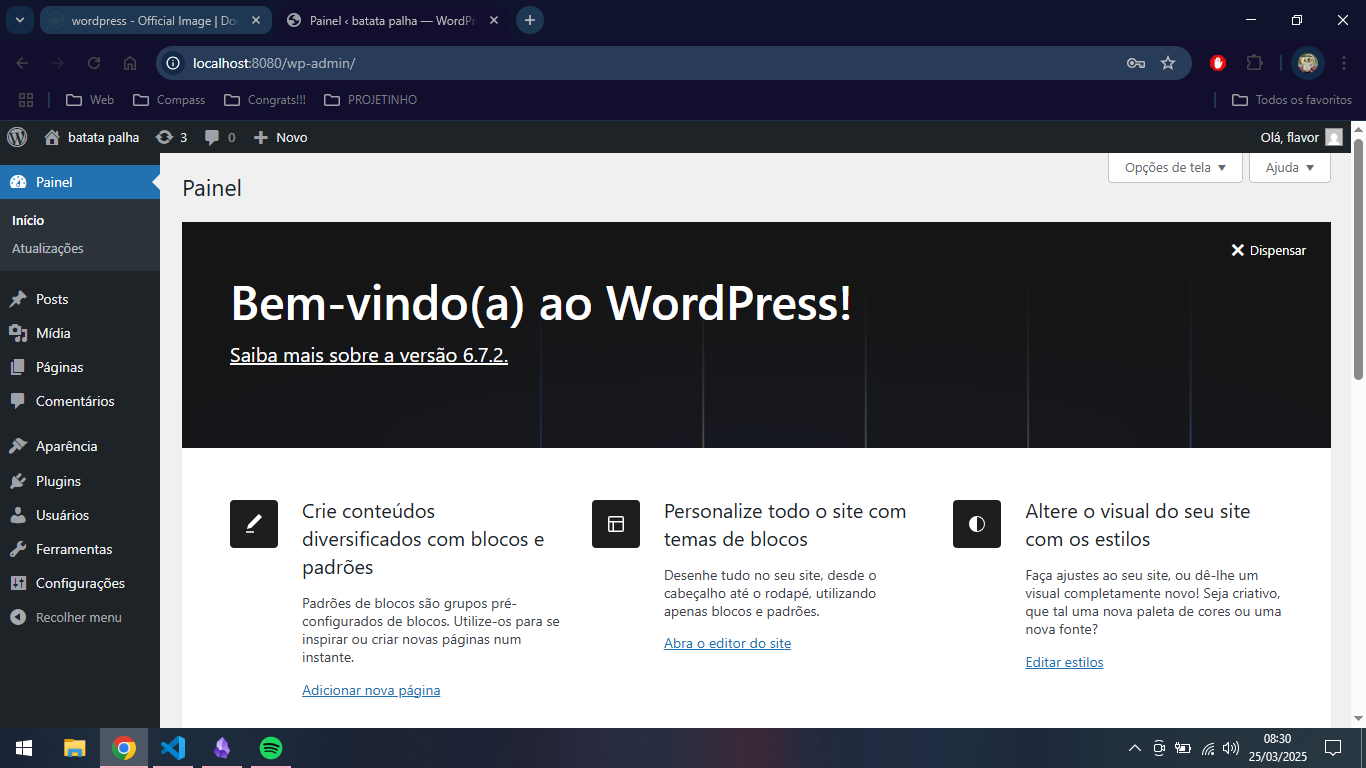 wordpress - Official Image | Do
Painel ‹ batata palha — WordPr
localhost:8080/wp-admin/
Web
Compass
Congrats!!!
PROJETINHO
Todos os favoritos
batata palha
3
0
Novo
Olá, flavor
Painel
Início
Atualizações
Posts
Mídia
Páginas
Comentários
Aparência
Plugins
Usuários
Ferramentas
Configurações
Recolher menu
Opções de tela
Ajuda
Painel
Dispensar
Bem-vindo(a) ao WordPress!
Saiba mais sobre a versão 6.7.2.
Crie conteúdos
diversificados com blocos e
padrões
Padrões de blocos são grupos pré-
configurados de blocos. Utilize-os para se
inspirar ou criar novas páginas num
instante.
Adicionar nova página
Personalize todo o site com
temas de blocos
Desenhe tudo no seu site, desde o
cabeçalho até o rodapé, utilizando
apenas blocos e padrões.
Abra o editor do site
Altere o visual do seu site
com os estilos
Faça ajustes ao seu site, ou dê-lhe um
visual completamente novo! Seja criativo,
que tal uma nova paleta de cores ou uma
nova fonte?
Editar estilos
08:30
25/03/2025